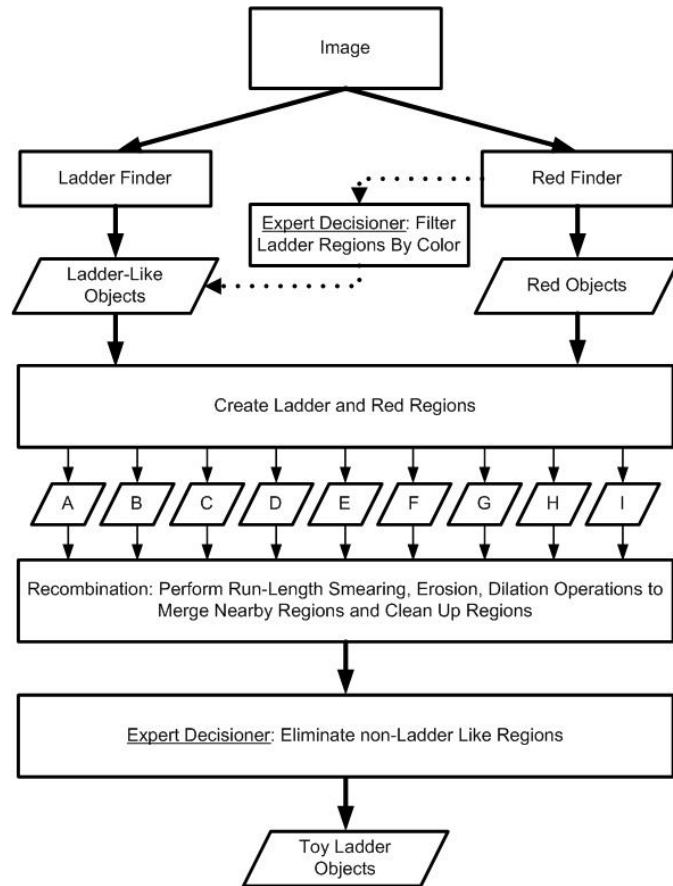 Image
Ladder Finder
Red Finder
Expert Decisioner: Filter
Ladder Regions By Color
Ladder-Like
Objects
Red Objects
Create Ladder and Red Regions
A B C D E F G H I
Recombination: Perform Run-Length Smearing, Erosion, Dilation Operations to
Merge Nearby Regions and Clean Up Regions
Expert Decisioner: Eliminate non-Ladder Like Regions
Toy Ladder
Objects